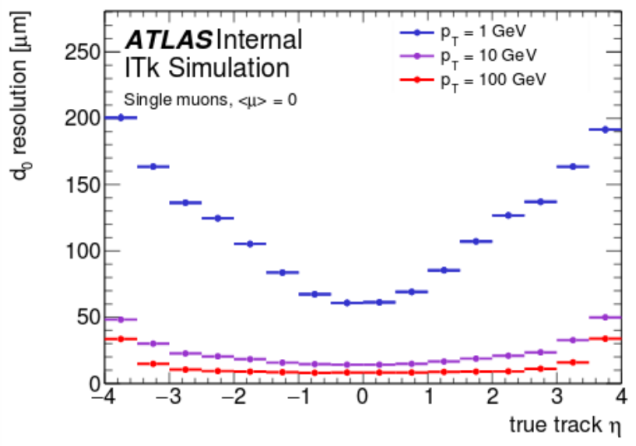 ATLAS Internal
ITk Simulation
Single muons, <μ> = 0
p_T = 1 GeV
p_T = 10 GeV
p_T = 100 GeV
d_0 resolution [μm]
250
200
150
100
50
0
−4 −3 −2 −1 0 1 2 3 4
true track η